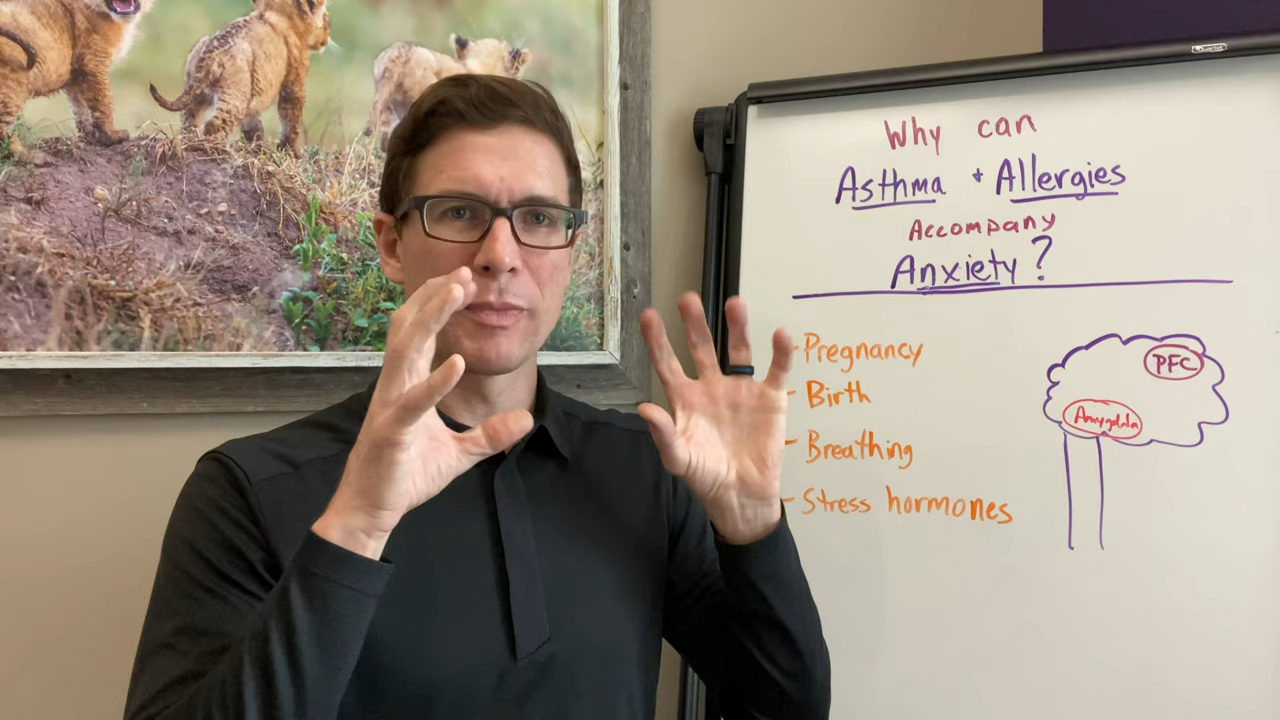 Why can
Asthma + Allergies
Accompany
Anxiety?
- Pregnancy
- Birth
- Breathing
- Stress hormones
PFC
Amygdala